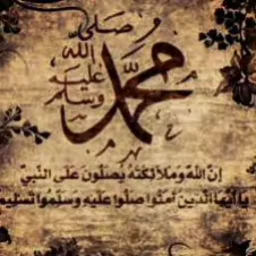 محمد
صلى
الله
عليه
وسلم
إن الله وملائكته يصلون على النبي
يا أيها الذين آمنوا صلوا عليه وسلموا تسليما